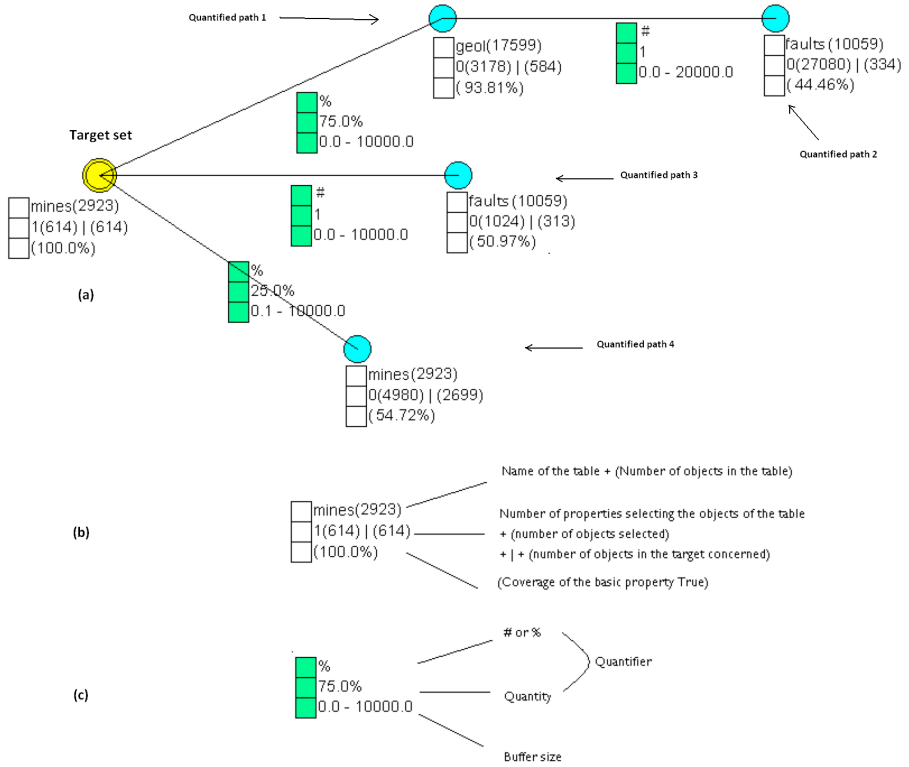 Quantified path 1
geol(17599)
0(3178) | (584)
( 93.81%)
#
1
0.0 - 20000.0
faults (10059)
0(27080) | (334)
( 44.46%)
Quantified path 2
%
75.0%
0.0 - 10000.0
Target set
mines(2923)
1(614) | (614)
(100.0%)
#
1
0.0 - 10000.0
faults (10059)
0(1024) | (313)
( 50.97%)
Quantified path 3
(a)
%
25.0%
0.1 - 10000.0
mines(2923)
0(4980) | (2699)
( 54.72%)
Quantified path 4
(b)
mines(2923)
1(614) | (614)
(100.0%)
Name of the table + (Number of objects in the table)
Number of properties selecting the objects of the table
+ (number of objects selected)
+ | + (number of objects in the target concerned)
(Coverage of the basic property True)
(c)
%
75.0%
0.0 - 10000.0
# or %
Quantity
Quantifier
Buffer size